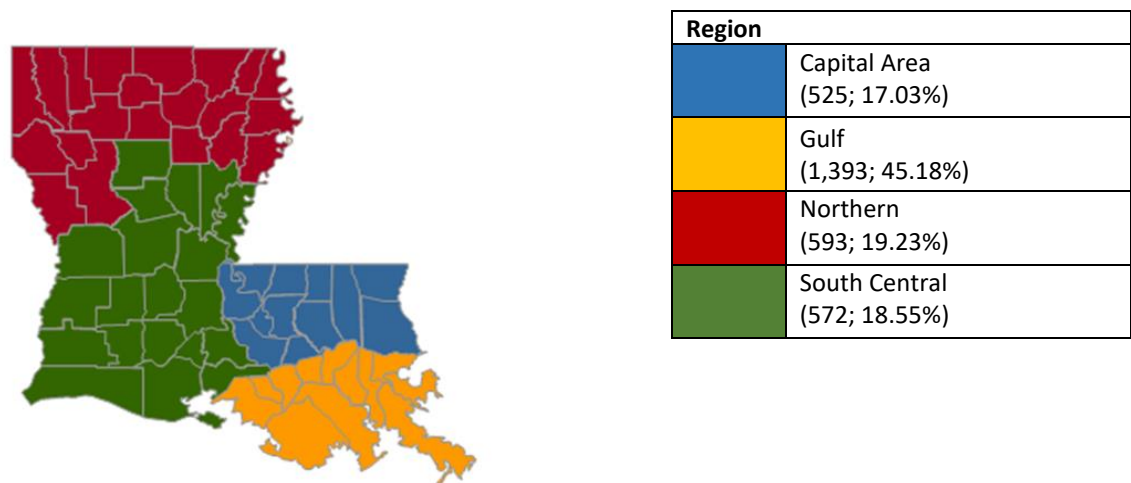 Region
Capital Area
(525; 17.03%)
Gulf
(1,393; 45.18%)
Northern
(593; 19.23%)
South Central
(572; 18.55%)